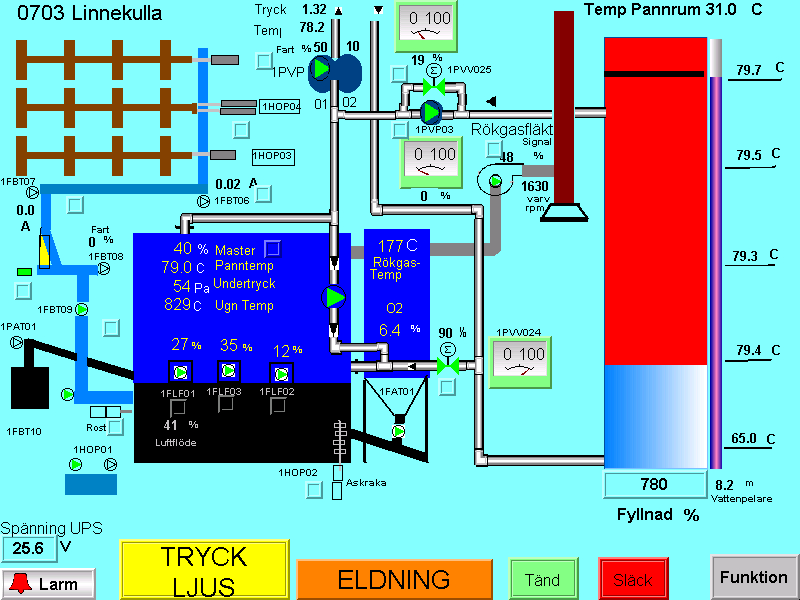 0703 Linnekulla
Tryck 1.32
Temp 78.2
Fart % 50 10
1PVP
01 02
0 100
19 %
1PVV025
1PVP03
0 100
0 %
Rökgasfläkt
Signal
48 %
1630 varv
rpm
Temp Pannrum 31.0 C
79.7 C
79.5 C
79.3 C
79.4 C
65.0 C
780
8.2 m
Vattenpelare
Fyllnad %
1HOP04
1HOP03
1FBT07
0.02 A
1FBT06
0.0
A
Fart
0 %
1FBT08
1FBT09
1PAT01
1FBT10
Rost
1HOP01
40 % Master
79.0 C Panntemp
54 Pa Undertryck
829 C Ugn Temp
27 % 35 % 12 %
1FLF01 1FLF03 1FLF02
41 %
Luftflöde
177 C
Rökgas-
Temp
O2
6.4 %
90 %
1PVV024
0 100
1FAT01
1HOP02
Askraka
Spänning UPS
25.6 V
Larm
TRYCK
LJUS
ELDNING
Tänd
Släck
Funktion